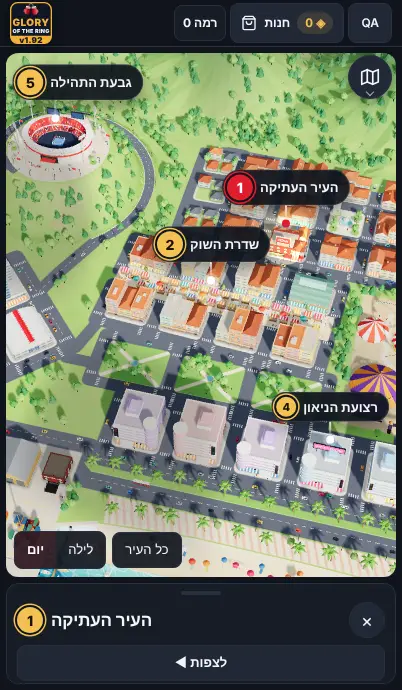 GLORY
OF THE RING
v1.92
רמה 0
חנות
0
QA
גבעת התהילה
5
העיר העתיקה
1
שדרת השוק
2
רצועת הניאון
4
כל העיר
לילה
יום
העיר העתיקה
1
×
לצפות ◀